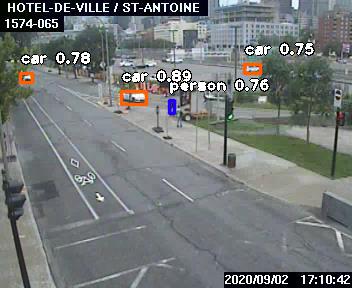 HOTEL-DE-VILLE / ST-ANTOINE
1574-065
car 0.78
car 0.89
car 0.75
person 0.76
2020/09/02 17:10:42